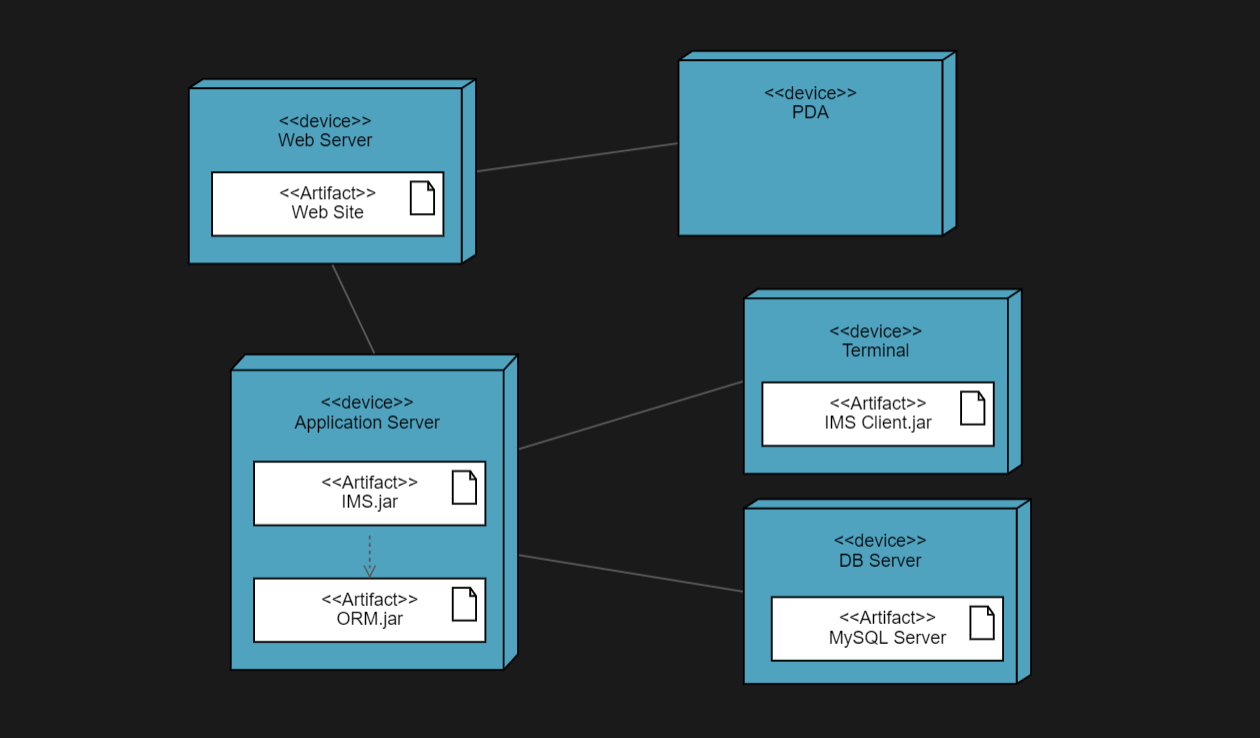 <<device>>
Web Server
<<Artifact>>
Web Site
<<device>>
PDA
<<device>>
Application Server
<<Artifact>>
IMS.jar
<<Artifact>>
ORM.jar
<<device>>
Terminal
<<Artifact>>
IMS Client.jar
<<device>>
DB Server
<<Artifact>>
MySQL Server